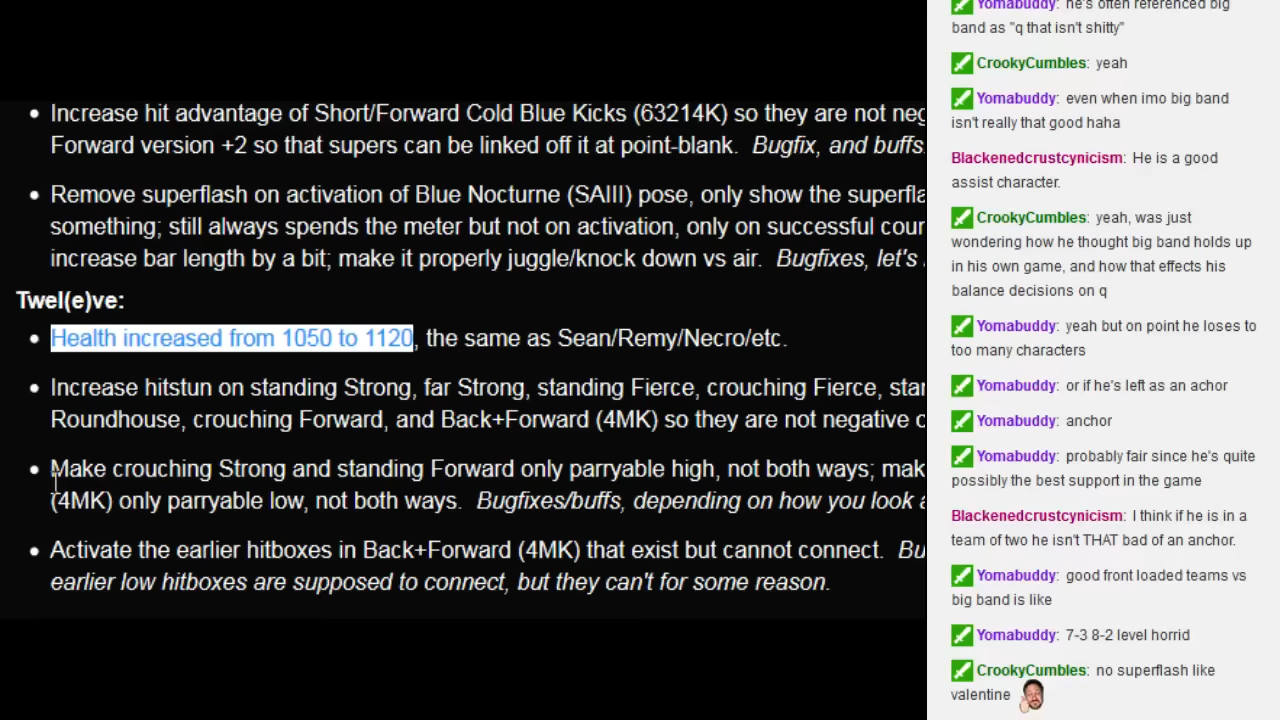 Increase hit advantage of Short/Forward Cold Blue Kicks (63214K) so they are not neg
Forward version +2 so that supers can be linked off it at point-blank. Bugfix, and buffs.
Remove superflash on activation of Blue Nocturne (SAIII) pose, only show the superfla
something; still always spends the meter but not on activation, only on successful cour
increase bar length by a bit; make it properly juggle/knock down vs air. Bugfixes, let's
Twel(e)ve:
Health increased from 1050 to 1120, the same as Sean/Remy/Necro/etc.
Increase hitstun on standing Strong, far Strong, standing Fierce, crouching Fierce, star
Roundhouse, crouching Forward, and Back+Forward (4MK) so they are not negative o
Make crouching Strong and standing Forward only parryable high, not both ways; mak
(4MK) only parryable low, not both ways. Bugfixes/buffs, depending on how you look a
Activate the earlier hitboxes in Back+Forward (4MK) that exist but cannot connect. Bu
earlier low hitboxes are supposed to connect, but they can't for some reason.
Yomabuddy: he's often referenced big
band as "q that isn't shitty"
CrookyCumbles: yeah
Yomabuddy: even when imo big band
isn't really that good haha
Blackenedcrustcynicism: He is a good
assist character.
CrookyCumbles: yeah, was just
wondering how he thought big band holds up
in his own game, and how that effects his
balance decisions on q
Yomabuddy: yeah but on point he loses to
too many characters
Yomabuddy: or if he's left as an achor
Yomabuddy: anchor
Yomabuddy: probably fair since he's quite
possibly the best support in the game
Blackenedcrustcynicism: I think if he is in a
team of two he isn't THAT bad of an anchor.
Yomabuddy: good front loaded teams vs
big band is like
Yomabuddy: 7-3 8-2 level horrid
CrookyCumbles: no superflash like
valentine